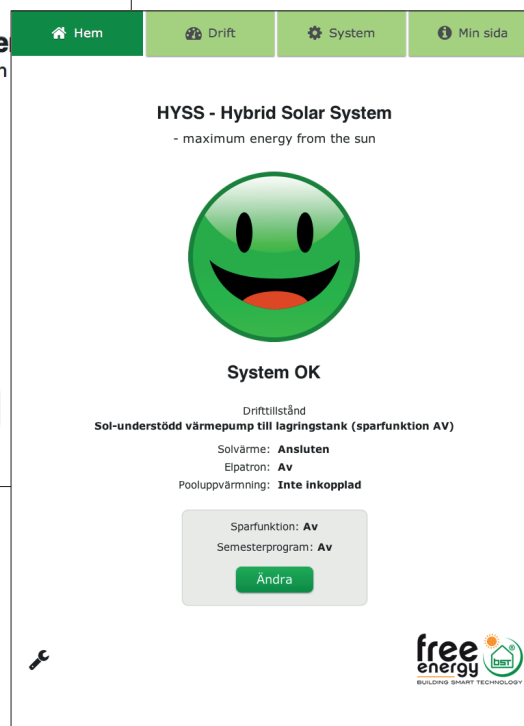 Hem
Drift
System
Min sida
HYSS - Hybrid Solar System
- maximum energy from the sun
System OK
Drifttillstånd
Sol-understödd värmepump till lagringstank (sparfunktion AV)
Solvärme: Ansluten
Elpatron: Av
Pooluppvärmning: Inte inkopplad
Sparfunktion: Av
Semesterprogram: Av
Ändra
free
energy
bst
BUILDING SMART TECHNOLOGY